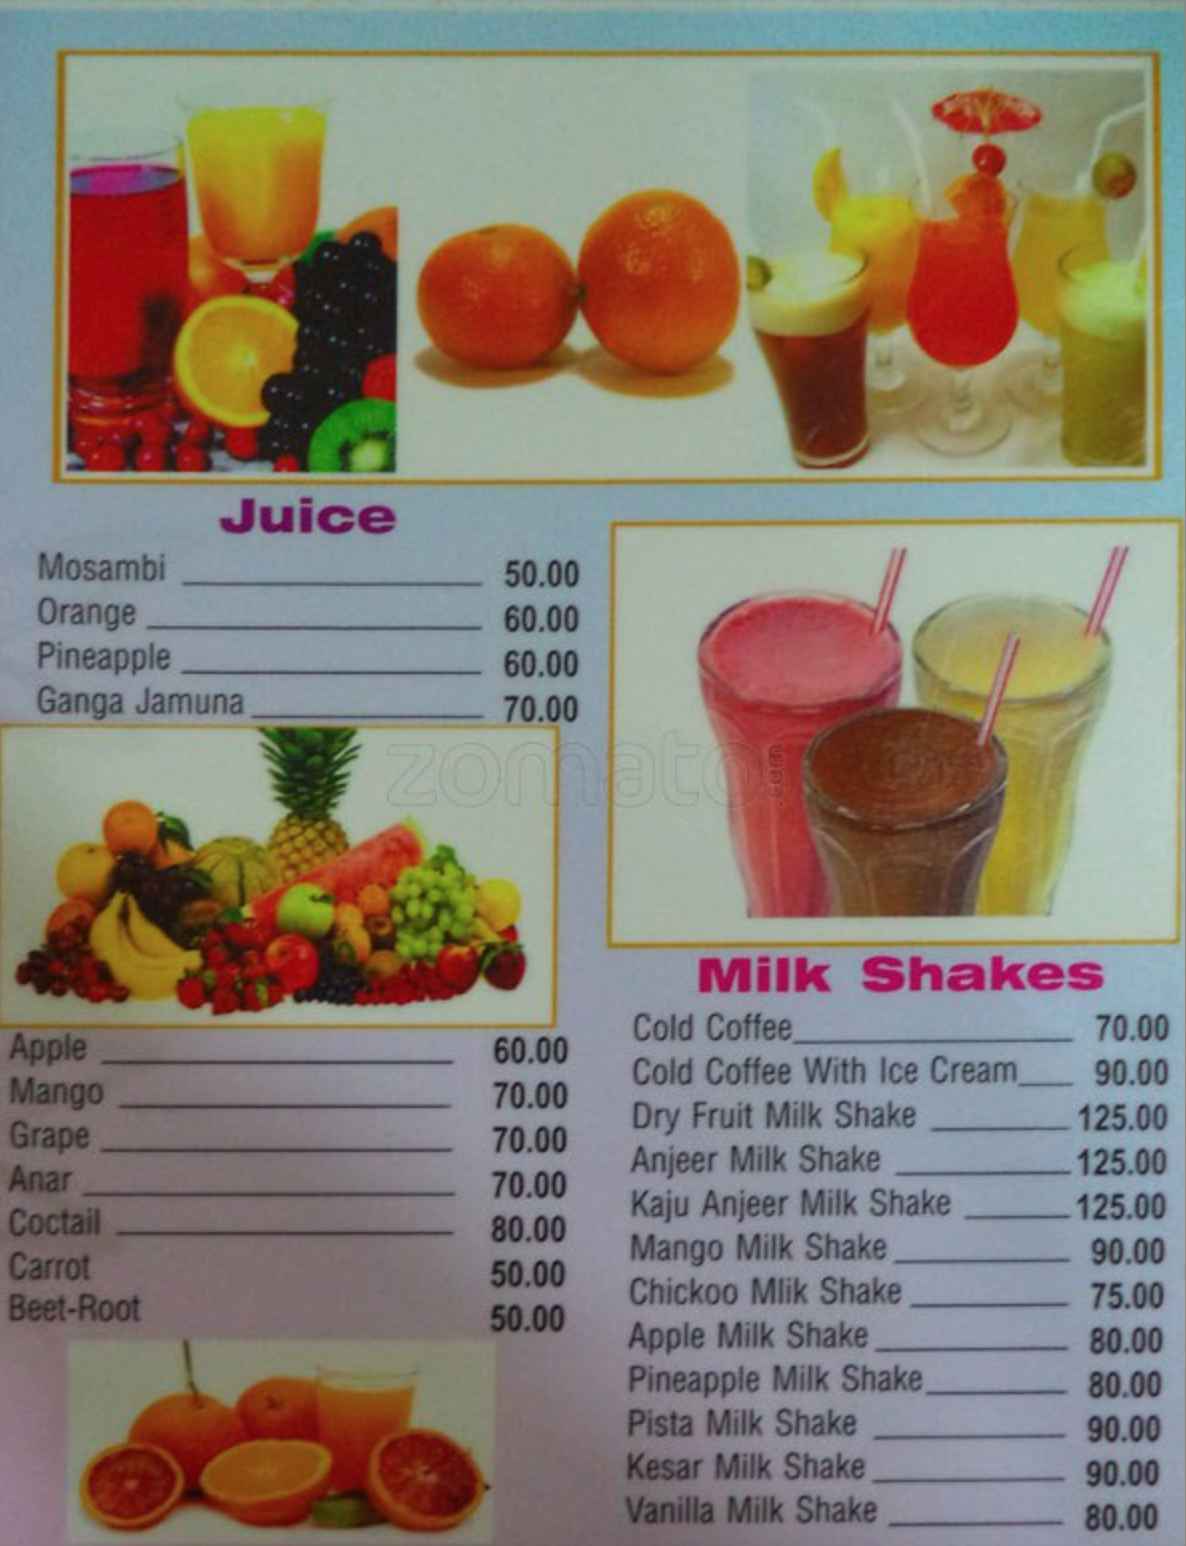 Juice
Mosambi 50.00
Orange 60.00
Pineapple 60.00
Ganga Jamuna 70.00
zomato.com
Apple 60.00
Mango 70.00
Grape 70.00
Anar 70.00
Coctail 80.00
Carrot 50.00
Beet-Root 50.00
Milk Shakes
Cold Coffee 70.00
Cold Coffee With Ice Cream 90.00
Dry Fruit Milk Shake 125.00
Anjeer Milk Shake 125.00
Kaju Anjeer Milk Shake 125.00
Mango Milk Shake 90.00
Chickoo Mlik Shake 75.00
Apple Milk Shake 80.00
Pineapple Milk Shake 80.00
Pista Milk Shake 90.00
Kesar Milk Shake 90.00
Vanilla Milk Shake 80.00